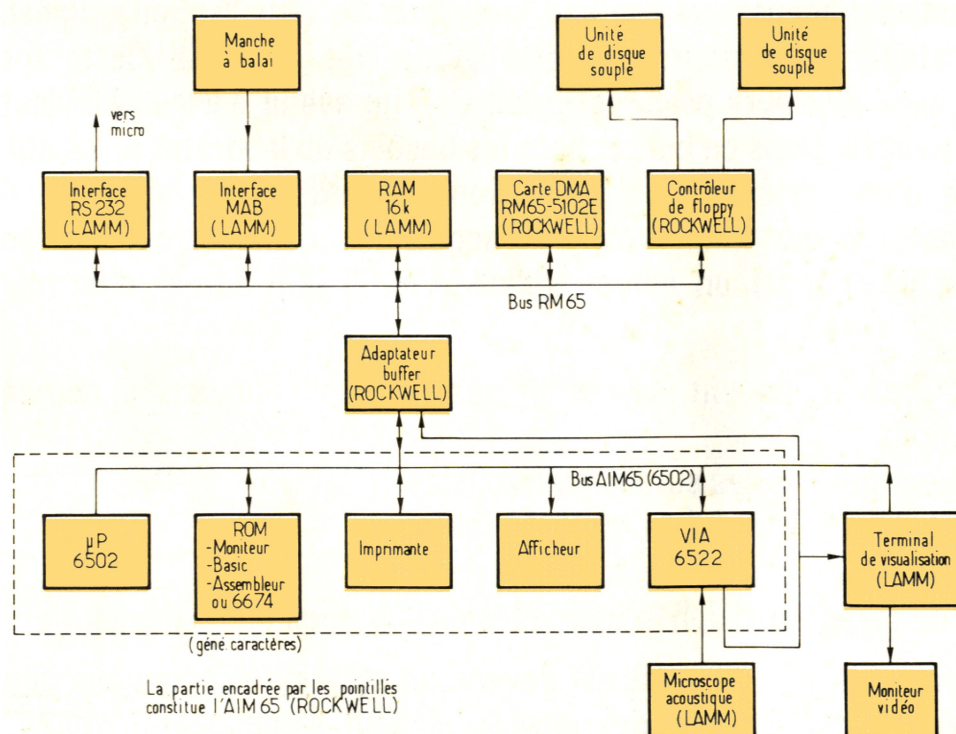 Manche
à balai
Unité
de disque
souple
Unité
de disque
souple
vers
micro
Interface
RS 232
(LAMM)
Interface
MAB
(LAMM)
RAM
16k
(LAMM)
Carte DMA
RM65-5102E
(ROCKWELL)
Contrôleur
de floppy
(ROCKWELL)
Bus RM65
Adaptateur
buffer
(ROCKWELL)
Bus AIM65 (6502)
µP
6502
ROM
-Moniteur
-Basic
-Assembleur
ou 6674
Imprimante
Afficheur
VIA
6522
Terminal
de visualisation
(LAMM)
(géné. caractères)
La partie encadrée par les pointillés
constitue l'AIM 65 (ROCKWELL)
Microscope
acoustique
(LAMM)
Moniteur
vidéo